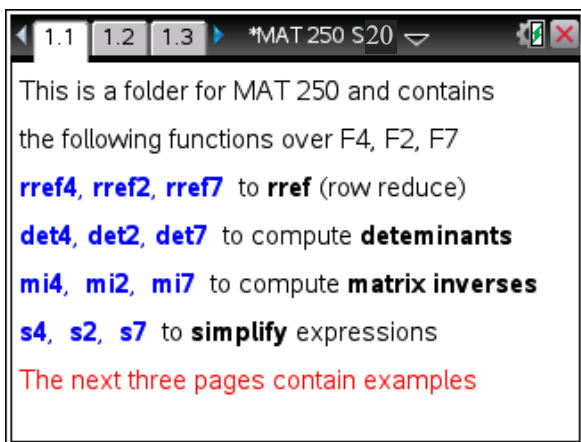 1.1 1.2 1.3 *MAT 250 S20
This is a folder for MAT 250 and contains
the following functions over F4, F2, F7
rref4, rref2, rref7 to rref (row reduce)
det4, det2, det7 to compute deteminants
mi4, mi2, mi7 to compute matrix inverses
s4, s2, s7 to simplify expressions
The next three pages contain examples